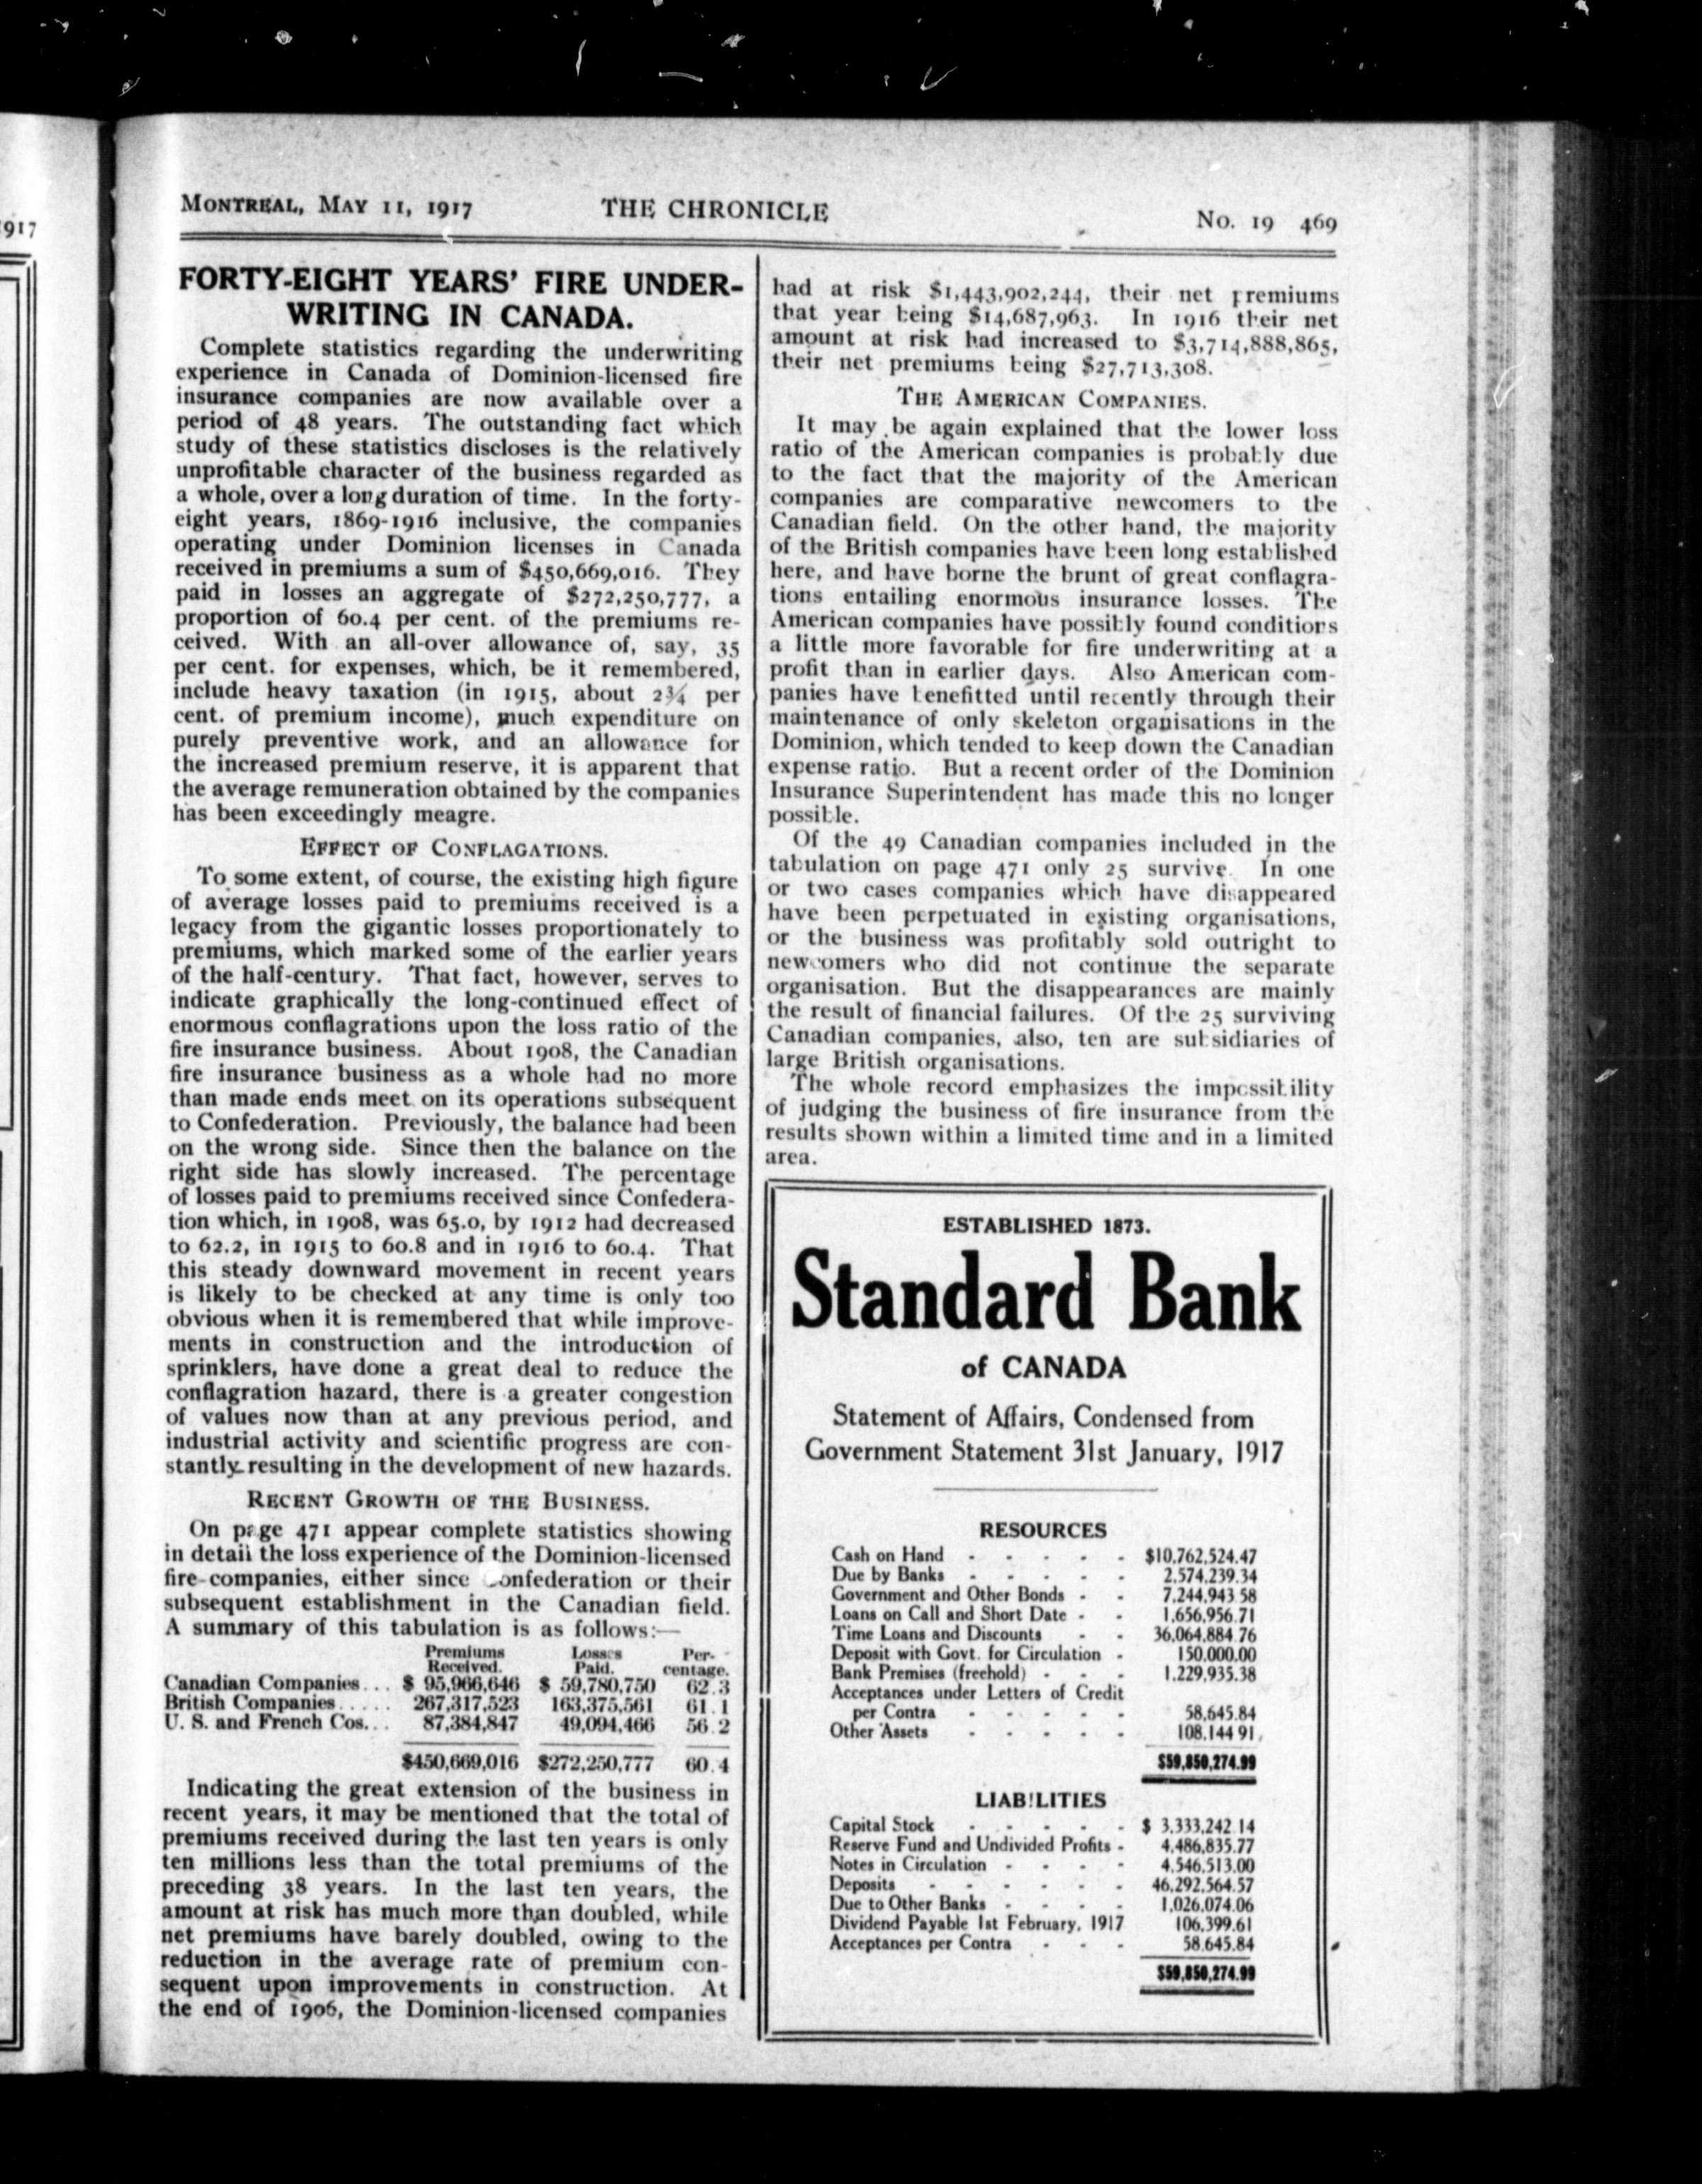 917
MONTREAL, MAY 11, 1917 THE CHRONICLE No. 19 469
FORTY-EIGHT YEARS' FIRE UNDER-
WRITING IN CANADA.
Complete statistics regarding the underwriting
experience in Canada of Dominion-licensed fire
insurance companies are now available over a
period of 48 years. The outstanding fact which
study of these statistics discloses is the relatively
unprofitable character of the business regarded as
a whole, over a long duration of time. In the forty-
eight years, 1869-1916 inclusive, the companies
operating under Dominion licenses in Canada
received in premiums a sum of $450,669,016. They
paid in losses an aggregate of $272,250,777, a
proportion of 60.4 per cent. of the premiums re-
ceived. With an all-over allowance of, say, 35
per cent. for expenses, which, be it remembered,
include heavy taxation (in 1915, about 2¾ per
cent. of premium income), much expenditure on
purely preventive work, and an allowance for
the increased premium reserve, it is apparent that
the average remuneration obtained by the companies
has been exceedingly meagre.
EFFECT OF CONFLAGATIONS.
To some extent, of course, the existing high figure
of average losses paid to premiums received is a
legacy from the gigantic losses proportionately to
premiums, which marked some of the earlier years
of the half-century. That fact, however, serves to
indicate graphically the long-continued effect of
enormous conflagrations upon the loss ratio of the
fire insurance business. About 1908, the Canadian
fire insurance business as a whole had no more
than made ends meet on its operations subsequent
to Confederation. Previously, the balance had been
on the wrong side. Since then the balance on the
right side has slowly increased. The percentage
of losses paid to premiums received since Confedera-
tion which, in 1908, was 65.0, by 1912 had decreased
to 62.2, in 1915 to 60.8 and in 1916 to 60.4. That
this steady downward movement in recent years
is likely to be checked at any time is only too
obvious when it is remembered that while improve-
ments in construction and the introduction of
sprinklers, have done a great deal to reduce the
conflagration hazard, there is a greater congestion
of values now than at any previous period, and
industrial activity and scientific progress are con-
stantly resulting in the development of new hazards.
RECENT GROWTH OF THE BUSINESS.
On page 471 appear complete statistics showing
in detail the loss experience of the Dominion-licensed
fire-companies, either since Confederation or their
subsequent establishment in the Canadian field.
A summary of this tabulation is as follows:—
Premiums Losses Per-
Received. Paid. centage.
Canadian Companies... $ 95,966,646 $ 59,780,750 62.3
British Companies..... 267,317,523 163,375,561 61.1
U. S. and French Cos... 87,384,847 49,094,466 56.2
$450,669,016 $272,250,777 60.4
Indicating the great extension of the business in
recent years, it may be mentioned that the total of
premiums received during the last ten years is only
ten millions less than the total premiums of the
preceding 38 years. In the last ten years, the
amount at risk has much more than doubled, while
net premiums have barely doubled, owing to the
reduction in the average rate of premium con-
sequent upon improvements in construction. At
the end of 1906, the Dominion-licensed companies
had at risk $1,443,902,244, their net premiums
that year being $14,687,963. In 1916 their net
amount at risk had increased to $3,714,888,865,
their net premiums being $27,713,308.
THE AMERICAN COMPANIES.
It may be again explained that the lower loss
ratio of the American companies is probably due
to the fact that the majority of the American
companies are comparative newcomers to the
Canadian field. On the other hand, the majority
of the British companies have been long established
here, and have borne the brunt of great conflagra-
tions entailing enormous insurance losses. The
American companies have possibly found conditions
a little more favorable for fire underwriting at a
profit than in earlier days. Also American com-
panies have benefitted until recently through their
maintenance of only skeleton organisations in the
Dominion, which tended to keep down the Canadian
expense ratio. But a recent order of the Dominion
Insurance Superintendent has made this no longer
possible.
Of the 49 Canadian companies included in the
tabulation on page 471 only 25 survive. In one
or two cases companies which have disappeared
have been perpetuated in existing organisations,
or the business was profitably sold outright to
newcomers who did not continue the separate
organisation. But the disappearances are mainly
the result of financial failures. Of the 25 surviving
Canadian companies, also, ten are subsidiaries of
large British organisations.
The whole record emphasizes the impossibility
of judging the business of fire insurance from the
results shown within a limited time and in a limited
area.
ESTABLISHED 1873.
Standard Bank
of CANADA
Statement of Affairs, Condensed from
Government Statement 31st January, 1917
RESOURCES
Cash on Hand - - - - - $10,762,524.47
Due by Banks - - - - - 2,574,239.34
Government and Other Bonds - - 7,244,943.58
Loans on Call and Short Date - - 1,656,956.71
Time Loans and Discounts - - 36,064,884.76
Deposit with Govt. for Circulation - 150,000.00
Bank Premises (freehold) - - - 1,229,935.38
Acceptances under Letters of Credit
per Contra - - - - - 58,645.84
Other Assets - - - - - 108,144.91
$59,850,274.99
LIABILITIES
Capital Stock - - - - - $ 3,333,242.14
Reserve Fund and Undivided Profits - 4,486,835.77
Notes in Circulation - - - - 4,546,513.00
Deposits - - - - - - 46,292,564.57
Due to Other Banks - - - - 1,026,074.06
Dividend Payable 1st February, 1917 106,399.61
Acceptances per Contra - - - 58,645.84
$59,850,274.99